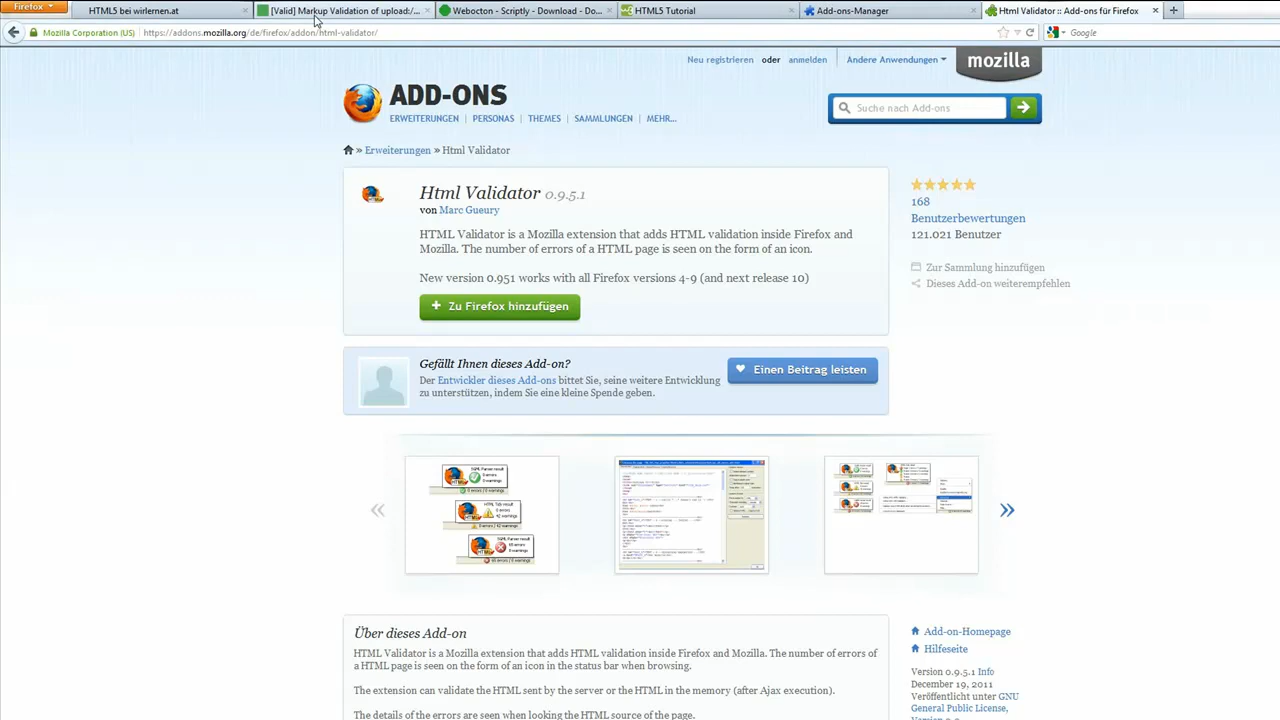 Firefox
HTML5 bei wirlernen.at
[Valid] Markup Validation of upload:/...
Webocton - Scriptly - Download - Do...
HTML5 Tutorial
Add-ons-Manager
Html Validator :: Add-ons für Firefox
Mozilla Corporation (US)
https://addons.mozilla.org/de/firefox/addon/html-validator/
Google
Neu registrieren oder anmelden
Andere Anwendungen
mozilla
ADD-ONS
ERWEITERUNGEN | PERSONAS | THEMES | SAMMLUNGEN | MEHR...
Suche nach Add-ons
» Erweiterungen » Html Validator
Html Validator 0.9.5.1
von Marc Gueury
HTML Validator is a Mozilla extension that adds HTML validation inside Firefox and
Mozilla. The number of errors of a HTML page is seen on the form of an icon.
New version 0.951 works with all Firefox versions 4-9 (and next release 10)
Zu Firefox hinzufügen
168
Benutzerbewertungen
121.021 Benutzer
Zur Sammlung hinzufügen
Dieses Add-on weiterempfehlen
Gefällt Ihnen dieses Add-on?
Der Entwickler dieses Add-ons bittet Sie, seine weitere Entwicklung
zu unterstützen, indem Sie eine kleine Spende geben.
Einen Beitrag leisten
Über dieses Add-on
HTML Validator is a Mozilla extension that adds HTML validation inside Firefox and Mozilla. The number of errors of
a HTML page is seen on the form of an icon in the status bar when browsing.
The extension can validate the HTML sent by the server or the HTML in the memory (after Ajax execution).
The details of the errors are seen when looking the HTML source of the page.
Add-on-Homepage
Hilfeseite
Version 0.9.5.1 Info
December 19, 2011
Veröffentlicht unter GNU
General Public License,